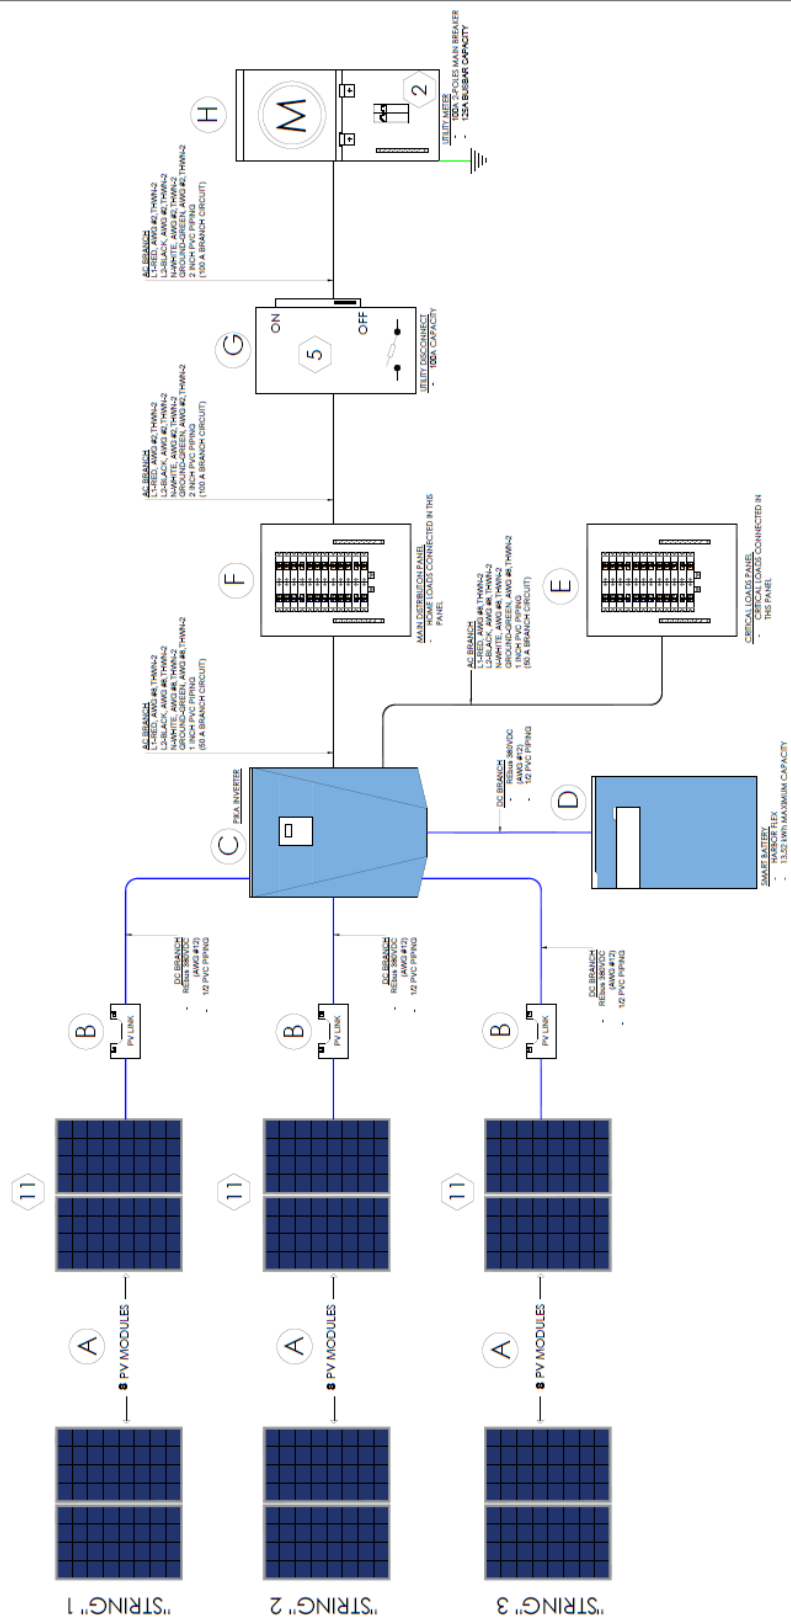 "STRING" 1
"STRING" 2
"STRING" 3
A
8 PV MODULES
A
8 PV MODULES
A
8 PV MODULES
11
11
11
B
PV LINK
B
PV LINK
B
PV LINK
DC BRANCH
- REbus 380VDC
(AWG #12)
- 1/2 PVC PIPING
DC BRANCH
- REbus 380VDC
(AWG #12)
- 1/2 PVC PIPING
DC BRANCH
- REbus 380VDC
(AWG #12)
- 1/2 PVC PIPING
C
PIKA INVERTER
DC BRANCH
- REbus 380VDC
(AWG #12)
- 1/2 PVC PIPING
D
SMART BATTERY
- HARBOR FLEX
- 13.52 kWh MAXIMUM CAPACITY
AC BRANCH
L1-RED, AWG #8,THWN-2
L2-BLACK, AWG #8,THWN-2
N-WHITE, AWG #8,THWN-2
GROUND-GREEN, AWG #8,THWN-2
1 INCH PVC PIPING
(50 A BRANCH CIRCUIT)
AC BRANCH
L1-RED, AWG #8,THWN-2
L2-BLACK, AWG #8,THWN-2
N-WHITE, AWG #8,THWN-2
GROUND-GREEN, AWG #8,THWN-2
1 INCH PVC PIPING
(50 A BRANCH CIRCUIT)
E
CRITICAL LOADS PANEL
- CRITICAL LOADS CONNECTED IN
THIS PANEL
F
MAIN DISTRIBUTON PANEL
- HOME LOADS CONNECTED IN THIS
PANEL
AC BRANCH
L1-RED, AWG #2,THWN-2
L2-BLACK, AWG #2,THWN-2
N-WHITE, AWG #2,THWN-2
GROUND-GREEN, AWG #2,THWN-2
2 INCH PVC PIPING
(100 A BRANCH CIRCUIT)
G
ON
5
OFF
UTILITY DISCONNECT
- 100A CAPACITY
AC BRANCH
L1-RED, AWG #2,THWN-2
L2-BLACK, AWG #2,THWN-2
N-WHITE, AWG #2,THWN-2
GROUND-GREEN, AWG #2,THWN-2
2 INCH PVC PIPING
(100 A BRANCH CIRCUIT)
H
M
2
UTILITY METER
- 100A 2-POLES MAIN BREAKER
- 125A BUSBAR CAPACITY